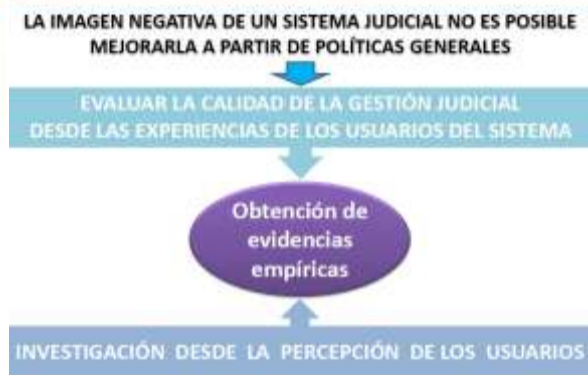 LA IMAGEN NEGATIVA DE UN SISTEMA JUDICIAL NO ES POSIBLE
MEJORARLA A PARTIR DE POLÍTICAS GENERALES
EVALUAR LA CALIDAD DE LA GESTIÓN JUDICIAL
DESDE LAS EXPERIENCIAS DE LOS USUARIOS DEL SISTEMA
Obtención de
evidencias
empíricas
INVESTIGACIÓN DESDE LA PERCEPCIÓN DE LOS USUARIOS